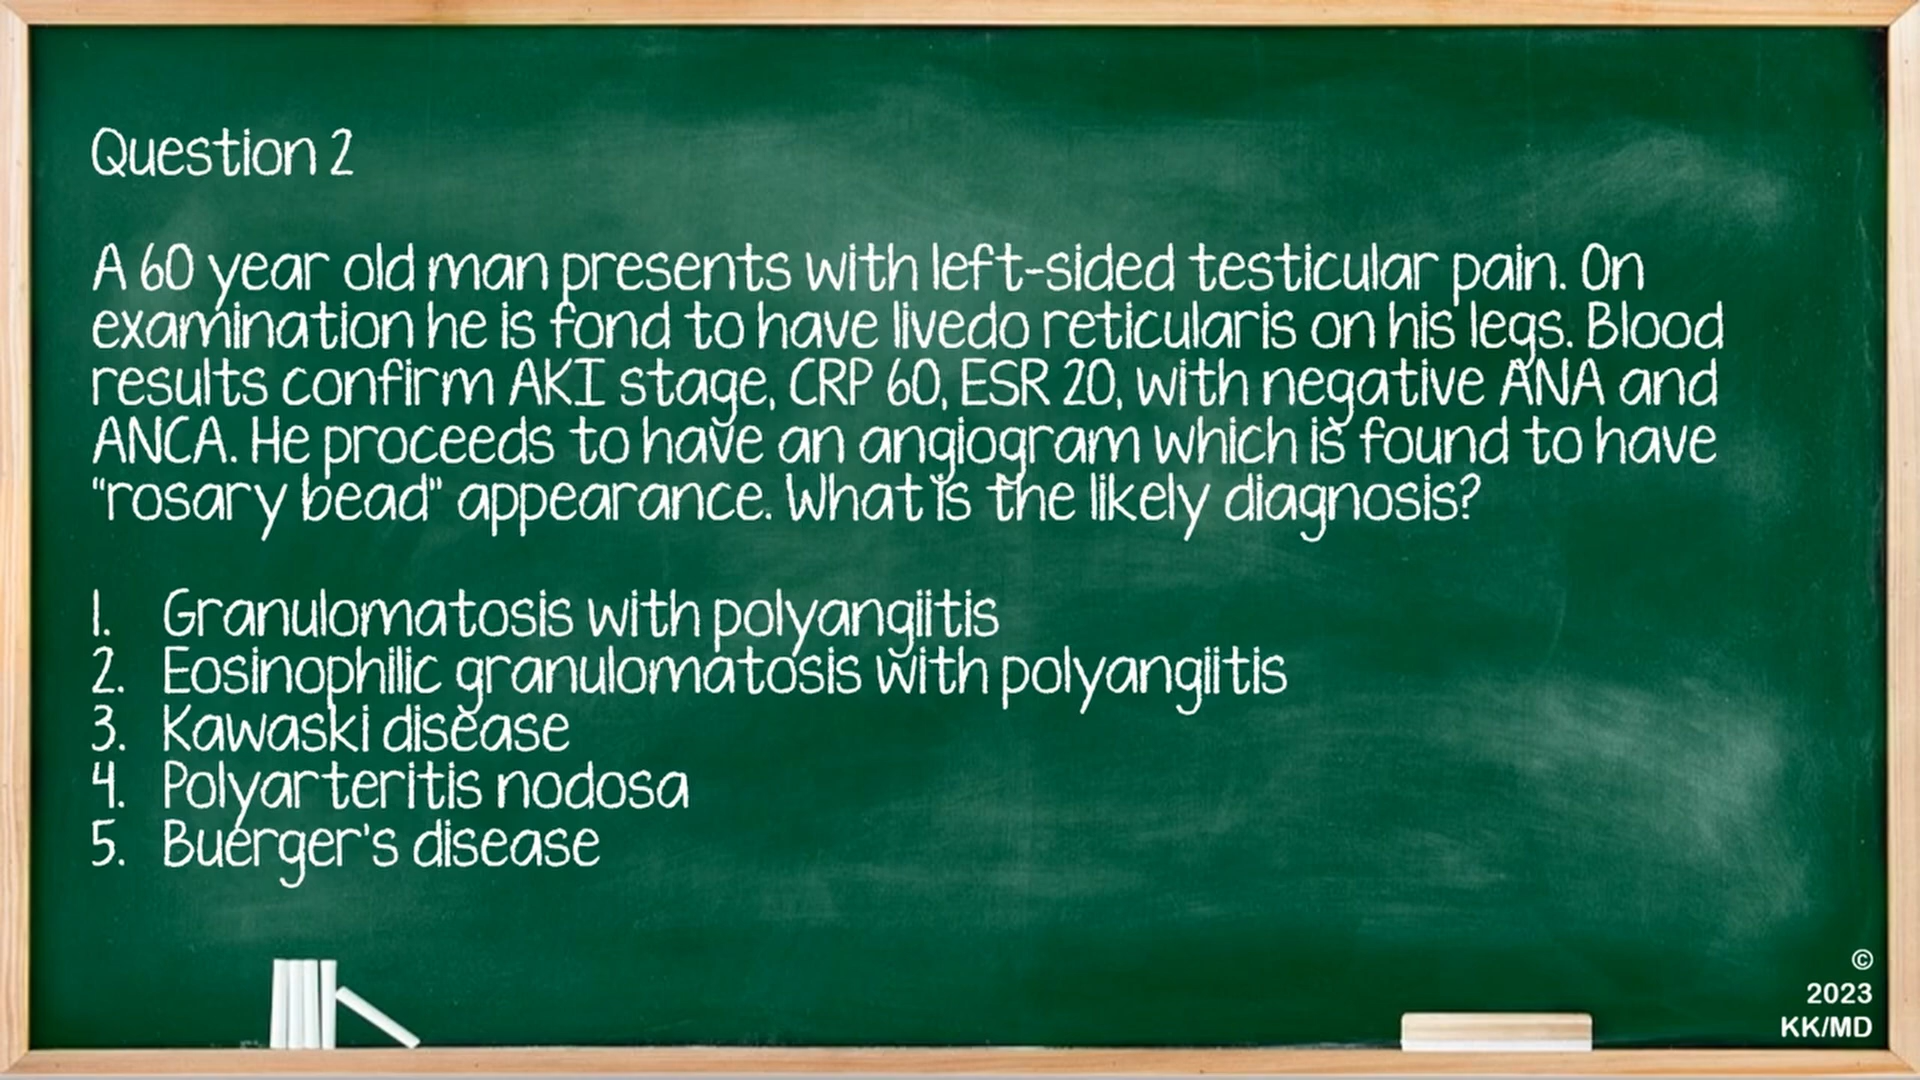 Question 2
A 60 year old man presents with left-sided testicular pain. On
examination he is fond to have livedo reticularis on his legs. Blood
results confirm AKI stage, CRP 60, ESR 20, with negative ANA and
ANCA. He proceeds to have an angiogram which is found to have
"rosary bead" appearance. What is the likely diagnosis?
1. Granulomatosis with polyangiitis
2. Eosinophilic granulomatosis with polyangiitis
3. Kawaski disease
4. Polyarteritis nodosa
5. Buerger's disease
©
2023
KK/MD